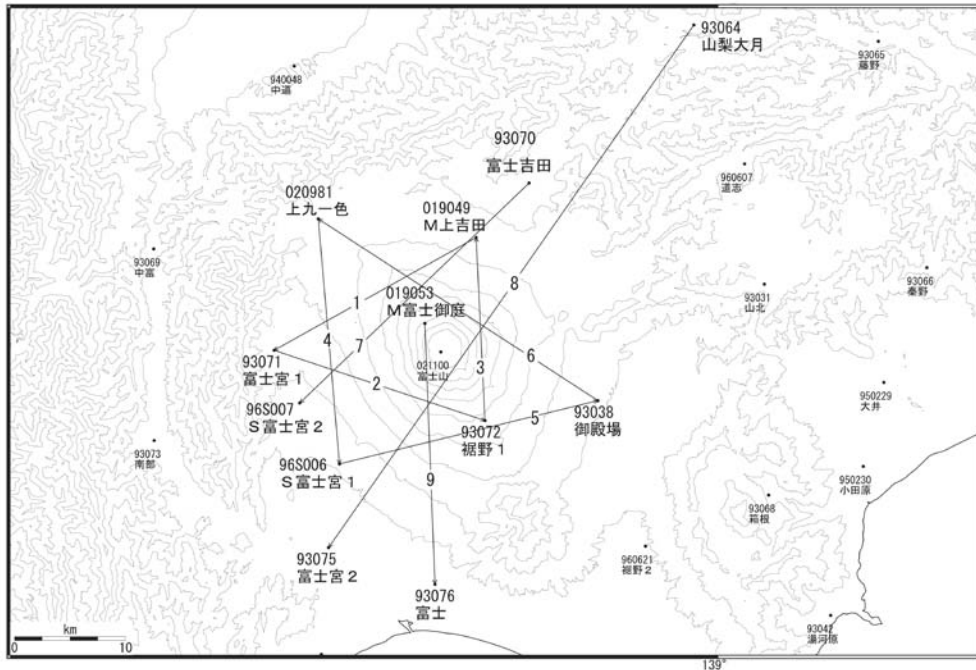 93064
山梨大月
93065
藤野
940048
中道
93070
富士吉田
960607
道志
020981
上九一色
019049
M上吉田
93069
中富
93066
秦野
8
93031
山北
1
019053
M富士御庭
4
7
6
93071
富士宮1
021100
富士山
3
2
950229
大井
96S007
S富士宮2
5
93038
御殿場
93072
裾野1
93073
南部
96S006
S富士宮1
9
950230
小田原
93068
箱根
93075
富士宮2
960621
裾野2
93076
富士
93042
湯河原
km
0 10
139°